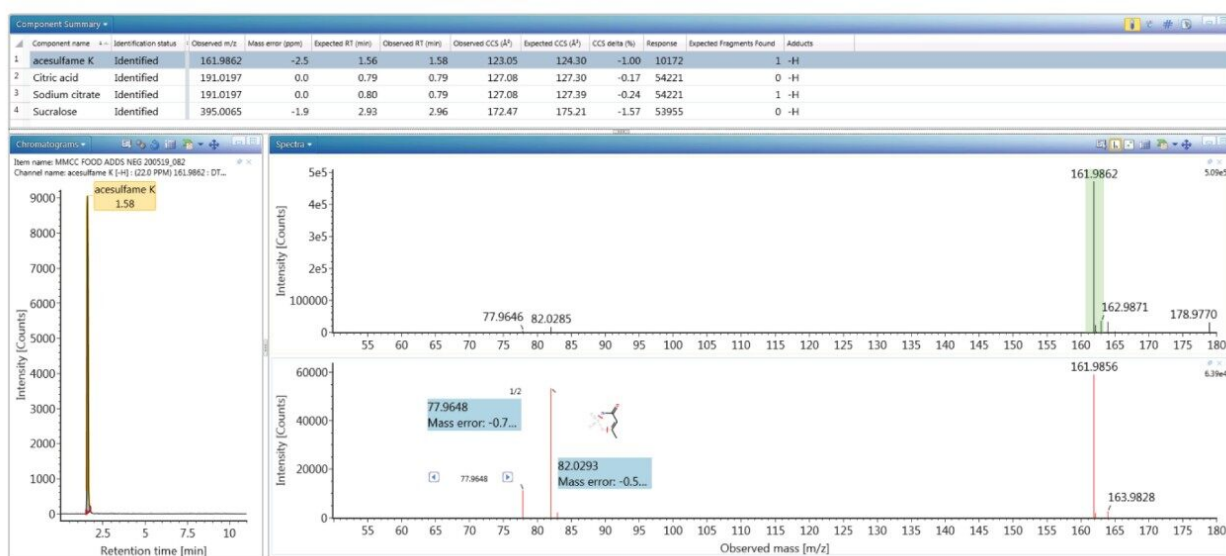 Component Summary
Component name Identification status Observed m/z Mass error (ppm) Expected RT (min) Observed RT (min) Observed CCS (Å²) Expected CCS (Å²) CCS delta (%) Response Expected Fragments Found Adducts
1 acesulfame K Identified 161.9862 -2.5 1.56 1.58 123.05 124.30 -1.00 10172 1 -H
2 Citric acid Identified 191.0197 0.0 0.79 0.79 127.08 127.30 -0.17 54221 0 -H
3 Sodium citrate Identified 191.0197 0.0 0.80 0.79 127.08 127.39 -0.24 54221 1 -H
4 Sucralose Identified 395.0065 -1.9 2.93 2.96 172.47 175.21 -1.57 53955 0 -H
Chromatograms
Item name: MMCC FOOD ADDS NEG 200519_082
Channel name: acesulfame K [-H] : (22.0 PPM) 161.9862 : DT...
acesulfame K
1.58
9000
8000
7000
6000
5000
4000
3000
2000
1000
0
Intensity [Counts]
2.5 5 7.5 10
Retention time [min]
Spectra
5.09e5
161.9862
5e5
4e5
3e5
2e5
100000
0
Intensity [Counts]
77.9646 82.0285 162.9871 178.9770
55 60 65 70 75 80 85 90 95 100 105 110 115 120 125 130 135 140 145 150 155 160 165 170 175 180
6.39e4
161.9856
60000
40000
20000
0
Intensity [Counts]
1/2
77.9648
Mass error: -0.7...
82.0293
Mass error: -0.5...
77.9648
163.9828
55 60 65 70 75 80 85 90 95 100 105 110 115 120 125 130 135 140 145 150 155 160 165 170 175 180
Observed mass [m/z]